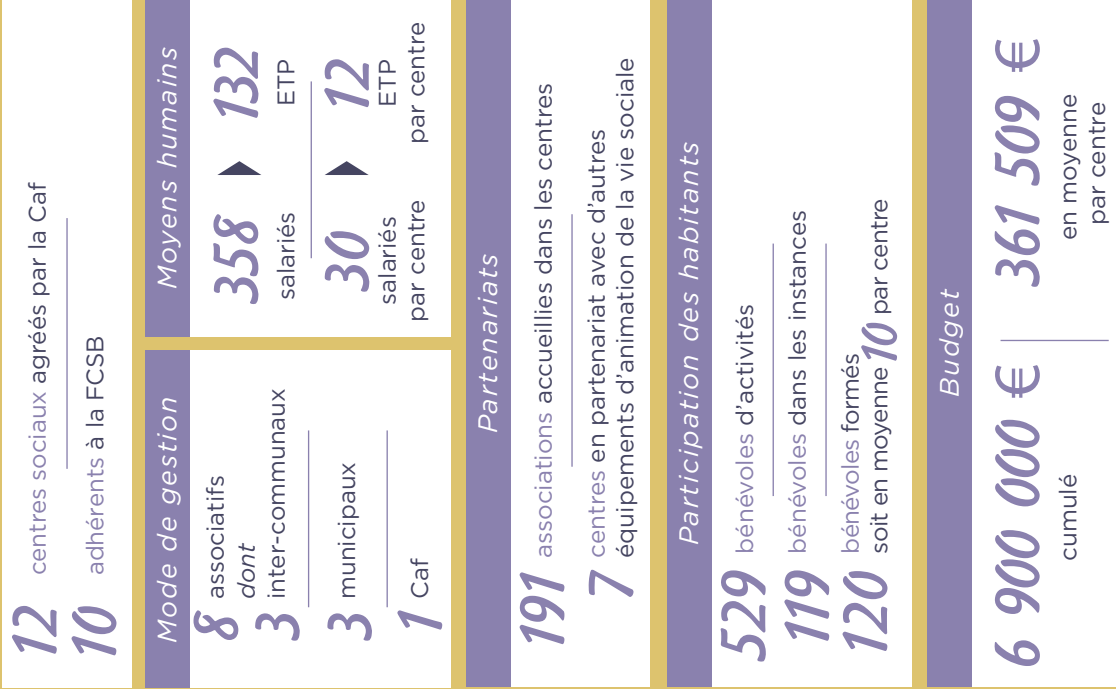 12 centres sociaux agréés par la Caf
10 adhérents à la FCSB
Mode de gestion
8 associatifs
dont
3 inter-communaux
3 municipaux
1 Caf
Moyens humains
358 132
salariés ETP
30 12
salariés ETP
par centre par centre
Partenariats
191 associations accueillies dans les centres
7 centres en partenariat avec d'autres
équipements d'animation de la vie sociale
Participation des habitants
529 bénévoles d'activités
119 bénévoles dans les instances
120 bénévoles formés
soit en moyenne 10 par centre
Budget
6 900 000 €
cumulé
361 509 €
en moyenne
par centre